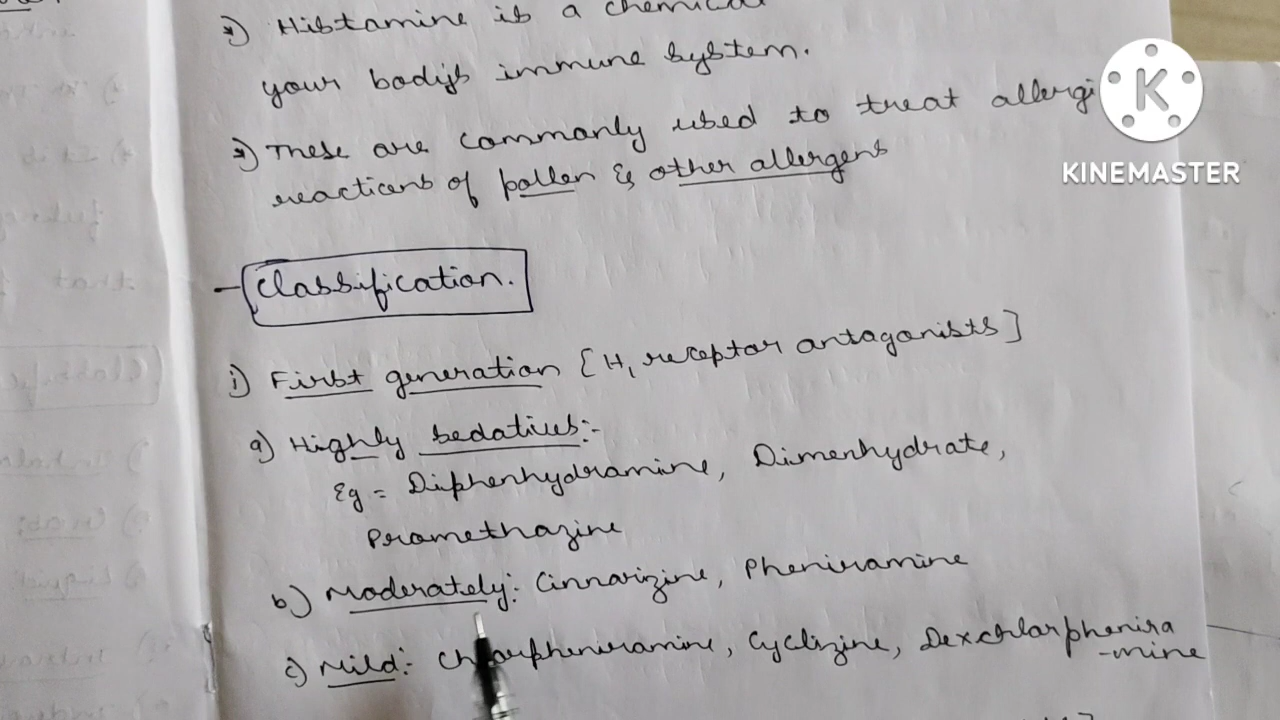 *) Histamine is a chemical
your body's immune system.
*) These are commonly used to treat allergi
reactions of pollen & other allergens
- Classification.
i) First generation [H1 receptor antagonists]
a) Highly sedatives:-
Eg = Diphenhydramine, Dimenhydrate,
Promethazine
b) Moderately: Cinnarizine, Pheniramine
c) Mild: Chlorpheniramine, Cyclizine, Dexchlorphenira
-mine
K
KINEMASTER